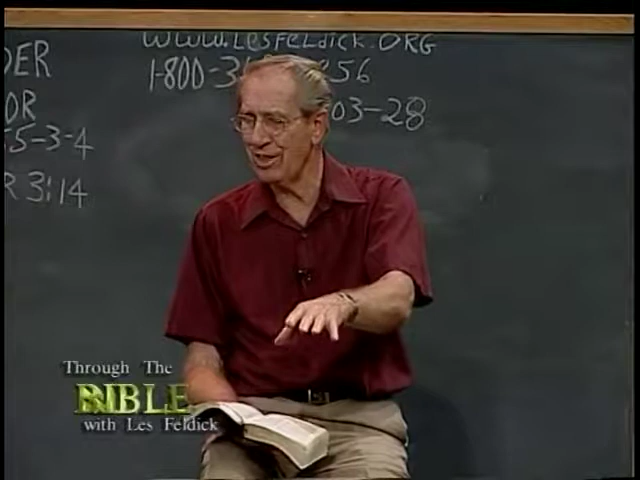 WWW.LESFELDICK.ORG
1-800-3 56
03-28
DER
OR
5-3-4
R 3:14
Through The
BIBLE
with Les Feldick